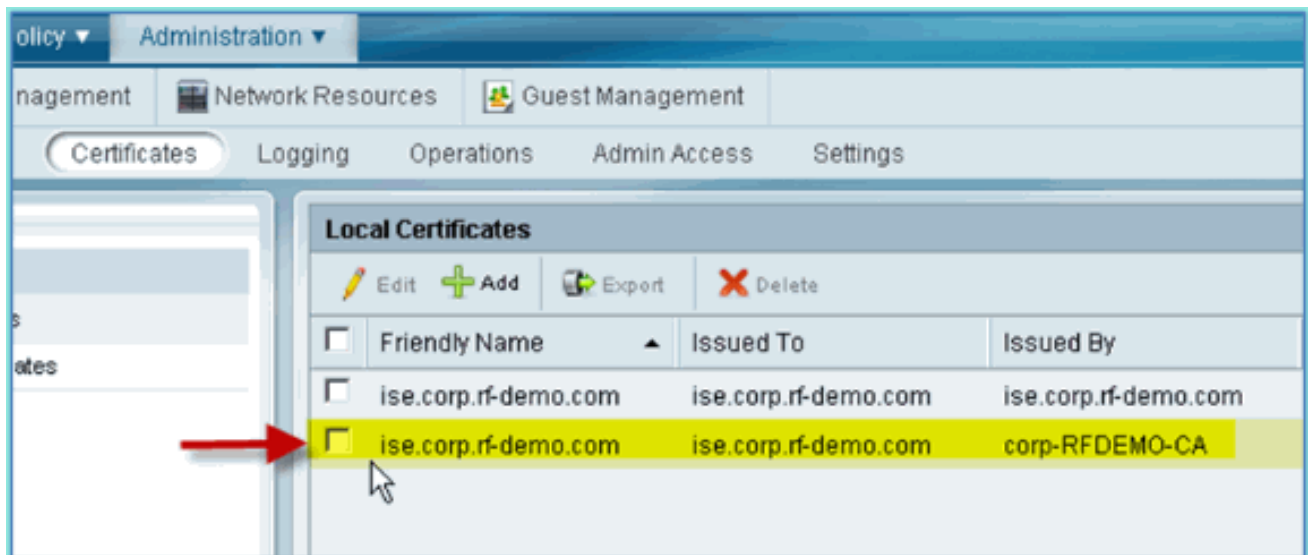 olicy ▼ Administration ▼
nagement Network Resources Guest Management
Certificates Logging Operations Admin Access Settings
Local Certificates
Edit Add Export Delete
s
ates
Friendly Name ▲ Issued To Issued By
ise.corp.rf-demo.com ise.corp.rf-demo.com ise.corp.rf-demo.com
ise.corp.rf-demo.com ise.corp.rf-demo.com corp-RFDEMO-CA